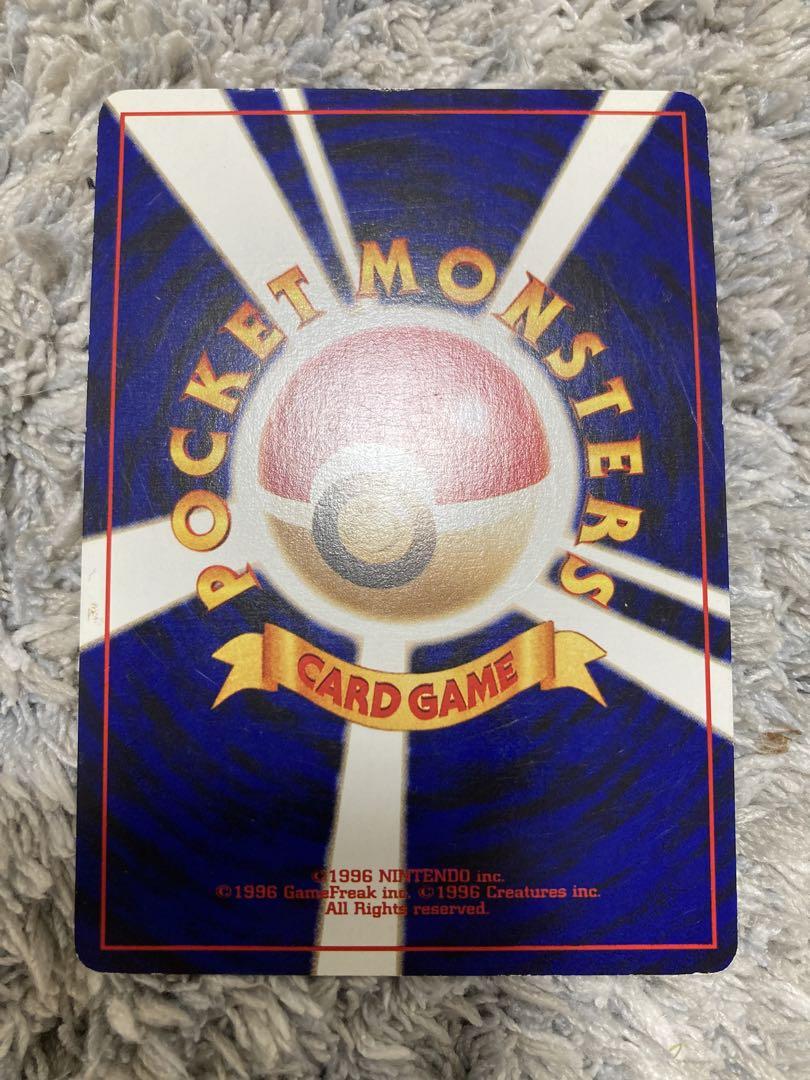 POCKET MONSTERS
CARD GAME
©1996 NINTENDO inc.
©1996 GameFreak inc. ©1996 Creatures inc.
All Rights reserved.